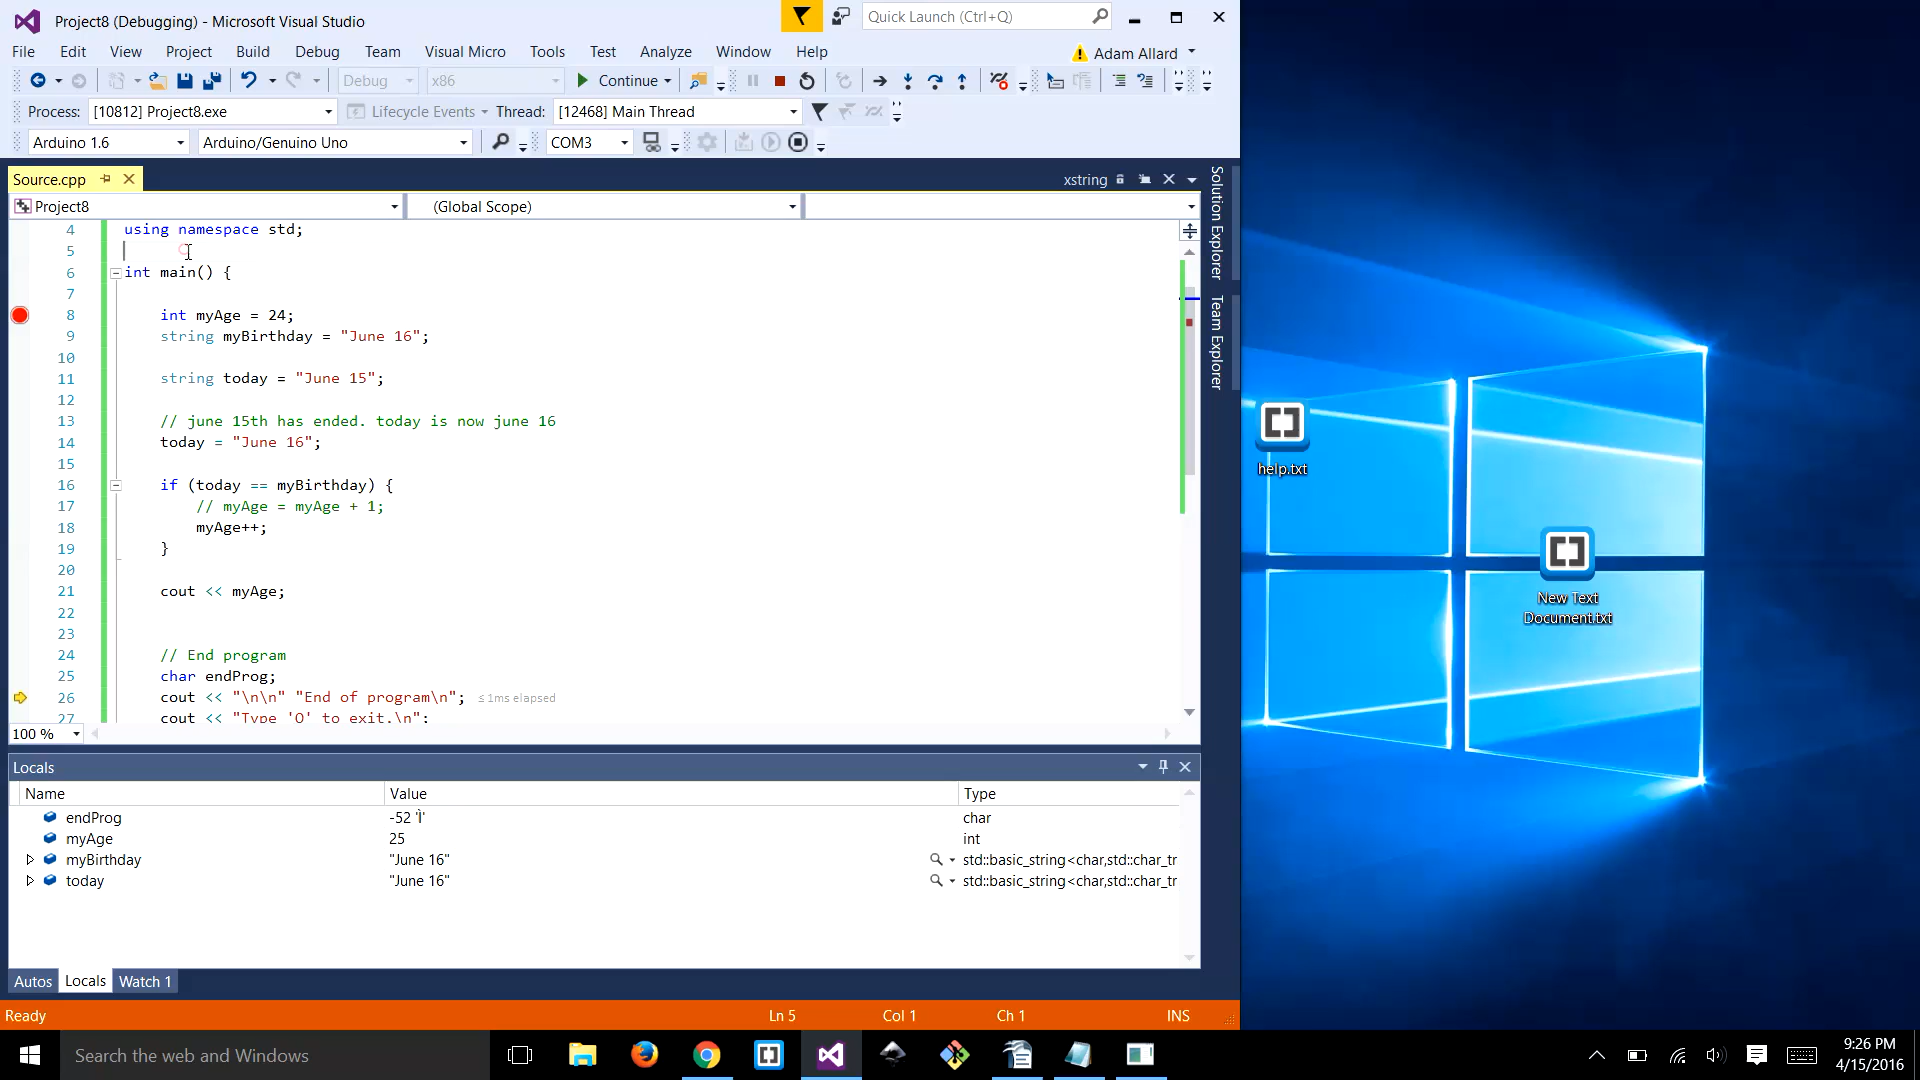 Project8 (Debugging) - Microsoft Visual Studio
Quick Launch (Ctrl+Q)
File Edit View Project Build Debug Team Visual Micro Tools Test Analyze Window Help
Adam Allard
Debug x86 Continue
Process: [10812] Project8.exe Lifecycle Events Thread: [12468] Main Thread
Arduino 1.6 Arduino/Genuino Uno COM3
Source.cpp xstring
Project8 (Global Scope)
Solution Explorer
Team Explorer
4 using namespace std;
5
6 int main() {
7
8 int myAge = 24;
9 string myBirthday = "June 16";
10
11 string today = "June 15";
12
13 // june 15th has ended. today is now june 16
14 today = "June 16";
15
16 if (today == myBirthday) {
17 // myAge = myAge + 1;
18 myAge++;
19 }
20
21 cout << myAge;
22
23
24 // End program
25 char endProg;
26 cout << "\n\n" "End of program\n"; ≤1ms elapsed
27 cout << "Type 'O' to exit.\n";
100 %
Locals
Name Value Type
endProg -52 'Ì' char
myAge 25 int
myBirthday "June 16" std::basic_string<char,std::char_tr
today "June 16" std::basic_string<char,std::char_tr
Autos Locals Watch 1
Ready Ln 5 Col 1 Ch 1 INS
help.txt
New Text
Document.txt
Search the web and Windows
9:26 PM
4/15/2016